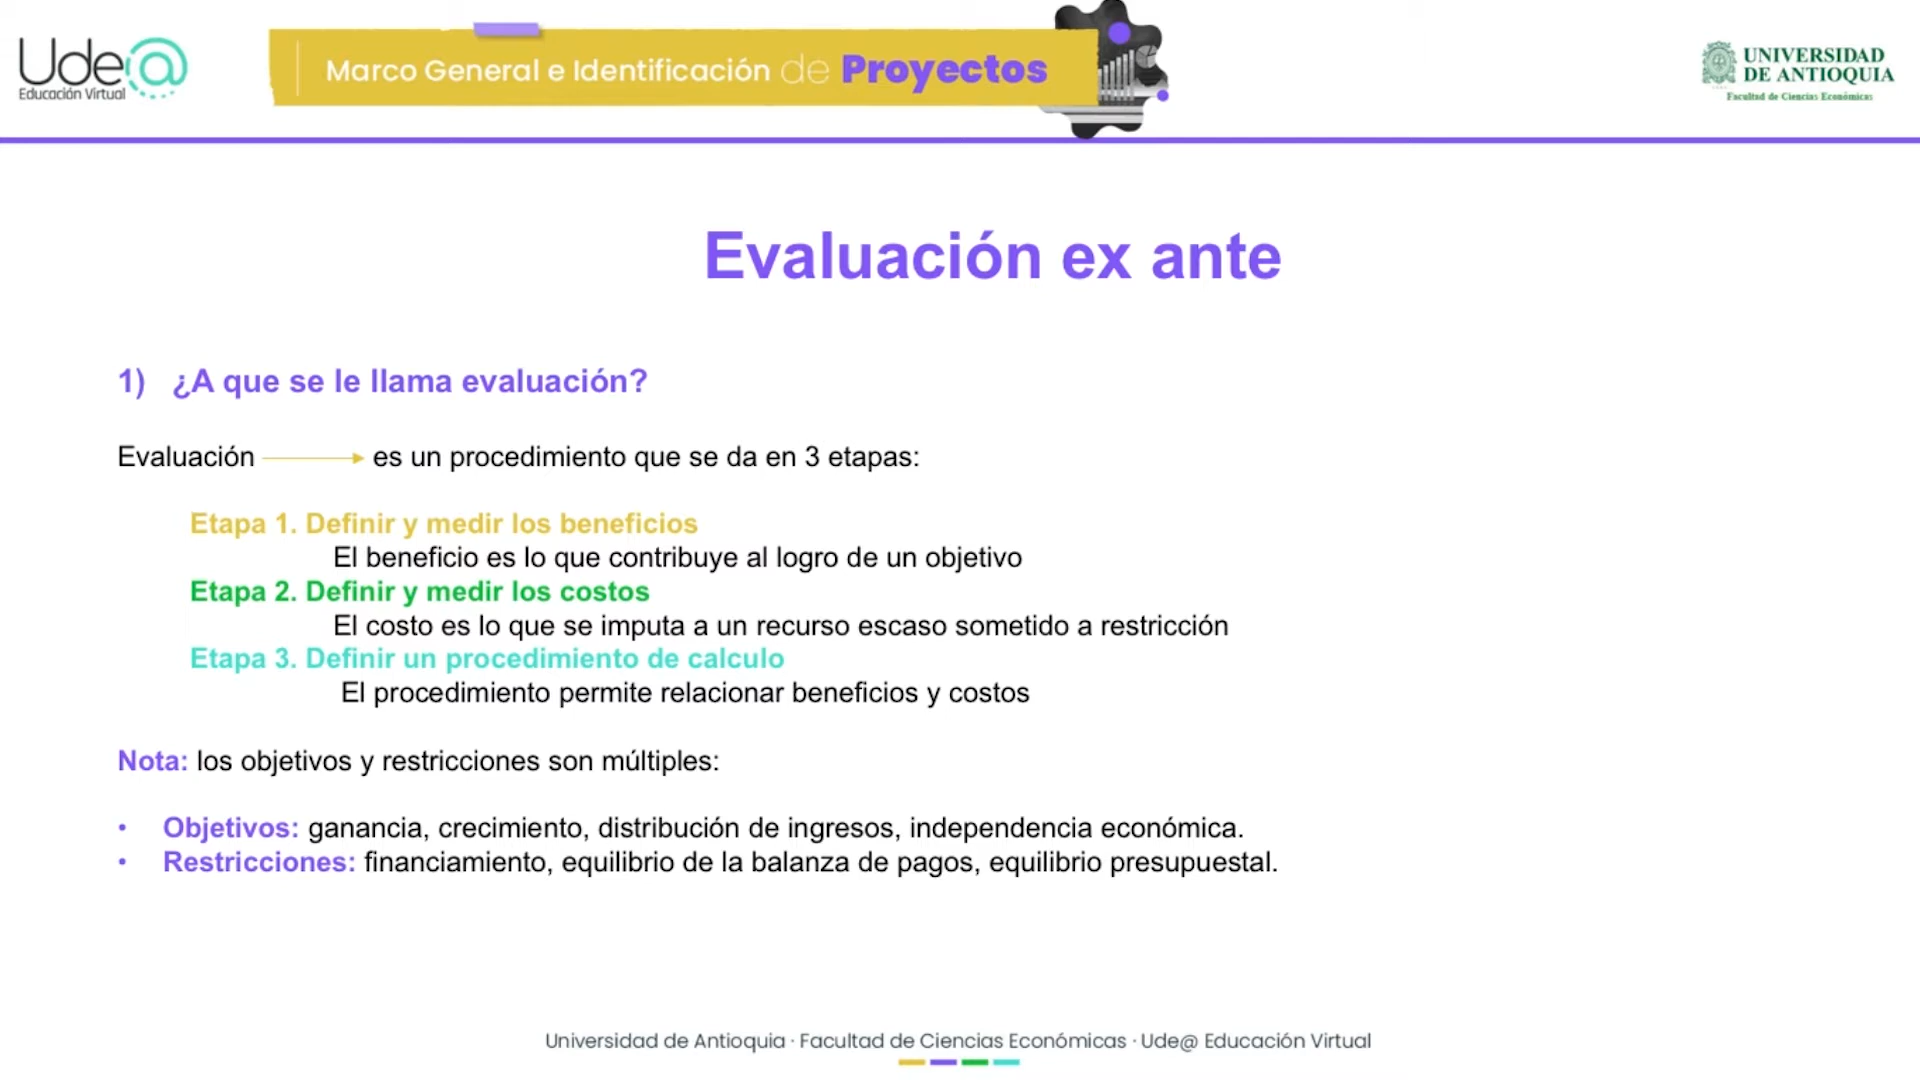 Ude@
Educación Virtual
Marco General e Identificación de Proyectos
UNIVERSIDAD
DE ANTIOQUIA
Facultad de Ciencias Económicas
Evaluación ex ante
1) ¿A que se le llama evaluación?
Evaluación es un procedimiento que se da en 3 etapas:
Etapa 1. Definir y medir los beneficios
El beneficio es lo que contribuye al logro de un objetivo
Etapa 2. Definir y medir los costos
El costo es lo que se imputa a un recurso escaso sometido a restricción
Etapa 3. Definir un procedimiento de calculo
El procedimiento permite relacionar beneficios y costos
Nota: los objetivos y restricciones son múltiples:
• Objetivos: ganancia, crecimiento, distribución de ingresos, independencia económica.
• Restricciones: financiamiento, equilibrio de la balanza de pagos, equilibrio presupuestal.
Universidad de Antioquia · Facultad de Ciencias Económicas · Ude@ Educación Virtual